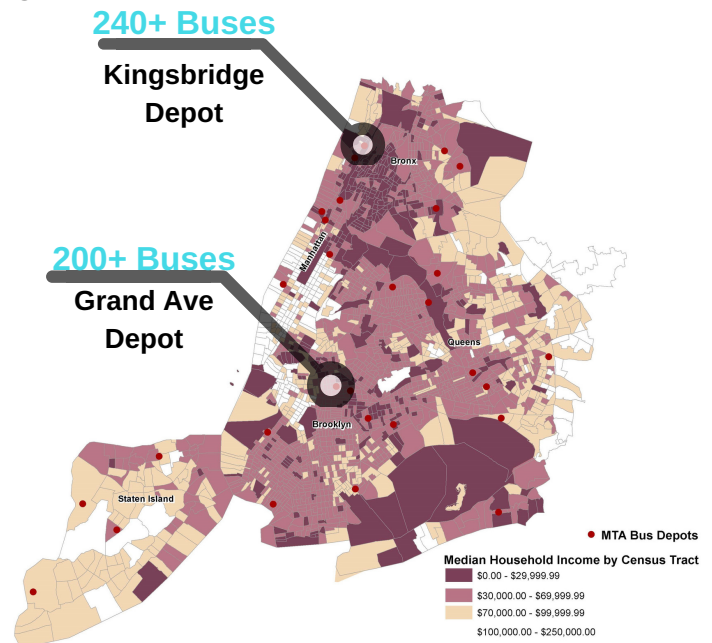 240+ Buses
Kingsbridge
Depot
Bronx
Manhattan
200+ Buses
Grand Ave
Depot
Queens
Brooklyn
Staten Island
MTA Bus Depots
Median Household Income by Census Tract
$0.00 - $29,999.99
$30,000.00 - $69,999.99
$70,000.00 - $99,999.99
$100,000.00 - $250,000.00